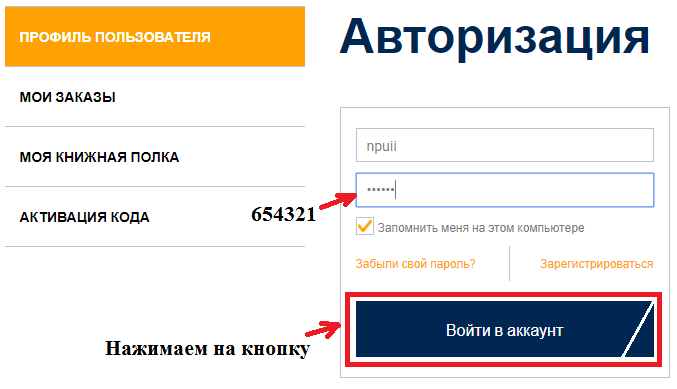 ПРОФИЛЬ ПОЛЬЗОВАТЕЛЯ
МОИ ЗАКАЗЫ
МОЯ КНИЖНАЯ ПОЛКА
АКТИВАЦИЯ КОДА
Авторизация
npuii
654321
••••••
Запомнить меня на этом компьютере
Забыли свой пароль?
Зарегистрироваться
Нажимаем на кнопку
Войти в аккаунт